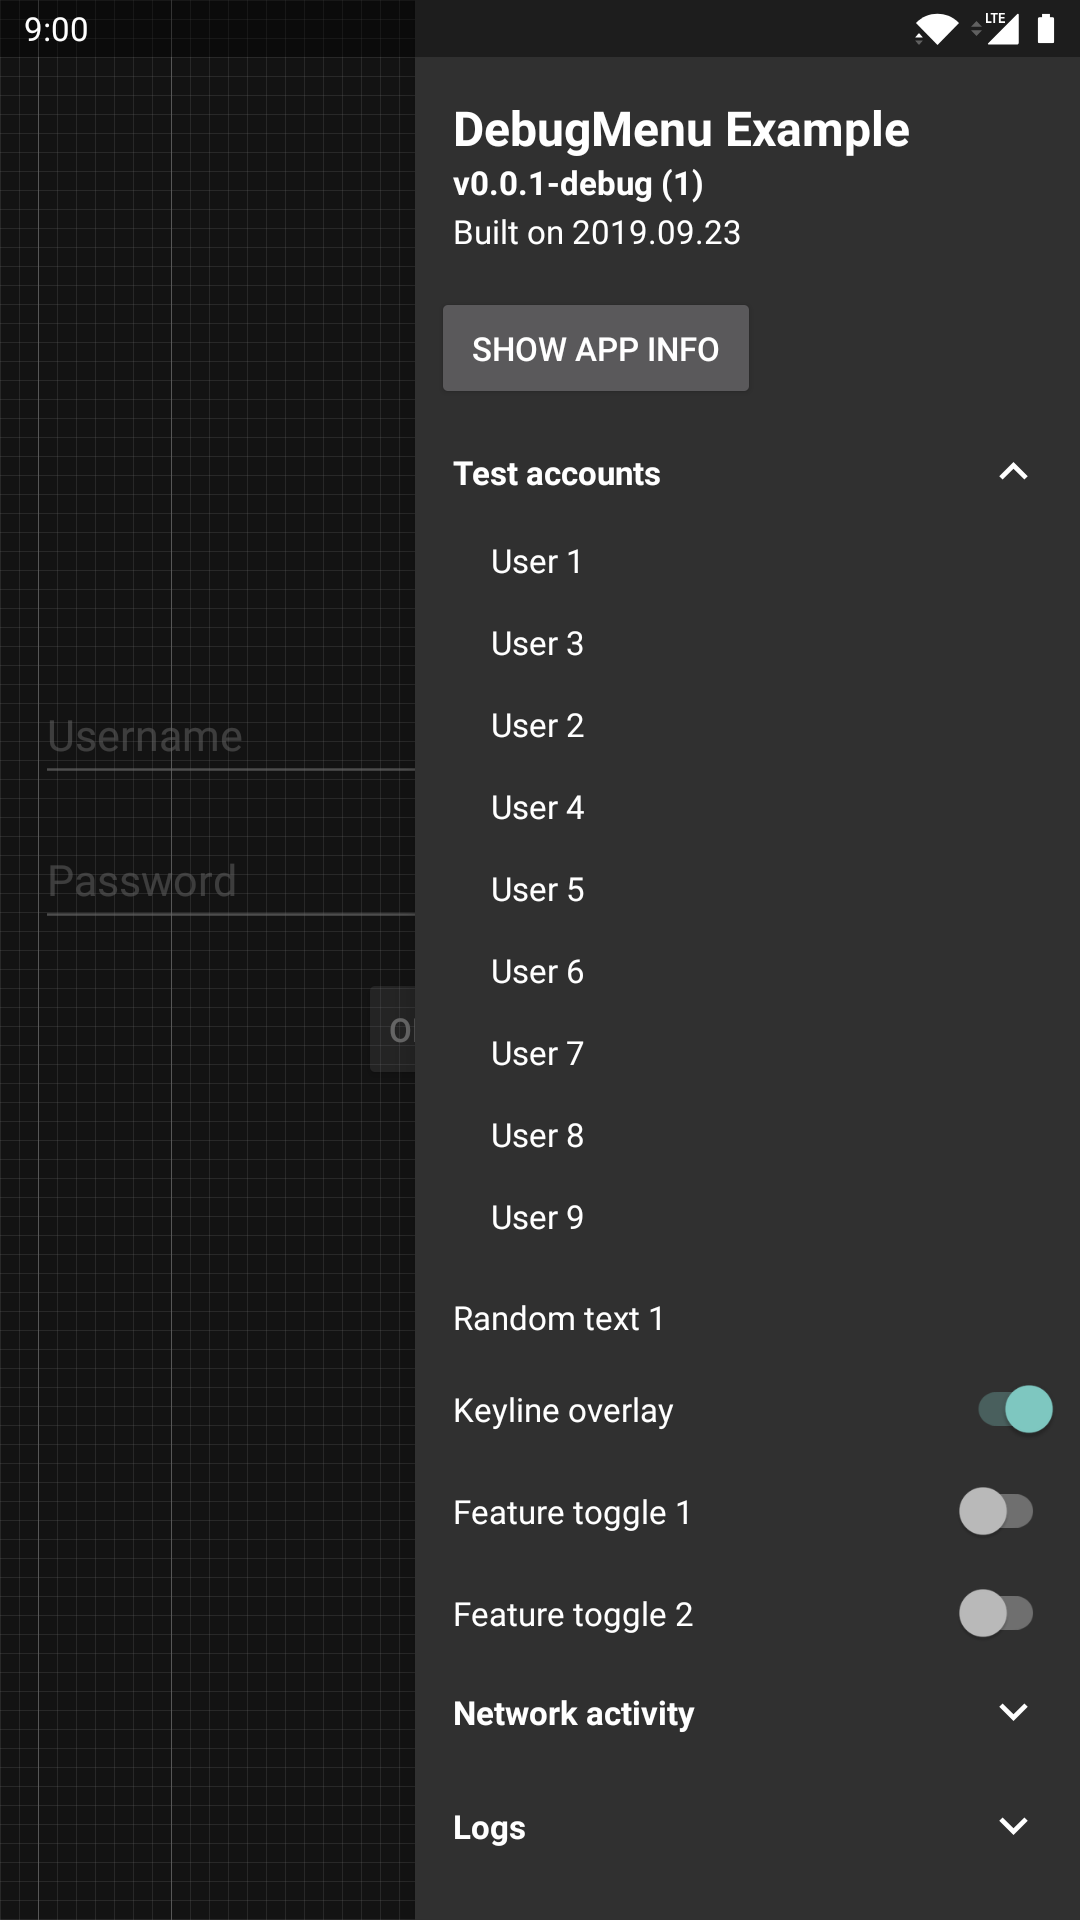 9:00
LTE
DebugMenu Example
v0.0.1-debug (1)
Built on 2019.09.23
SHOW APP INFO
Test accounts
User 1
User 3
User 2
Username
User 4
User 5
Password
User 6
User 7
User 8
User 9
Random text 1
Keyline overlay
Feature toggle 1
Feature toggle 2
Network activity
Logs